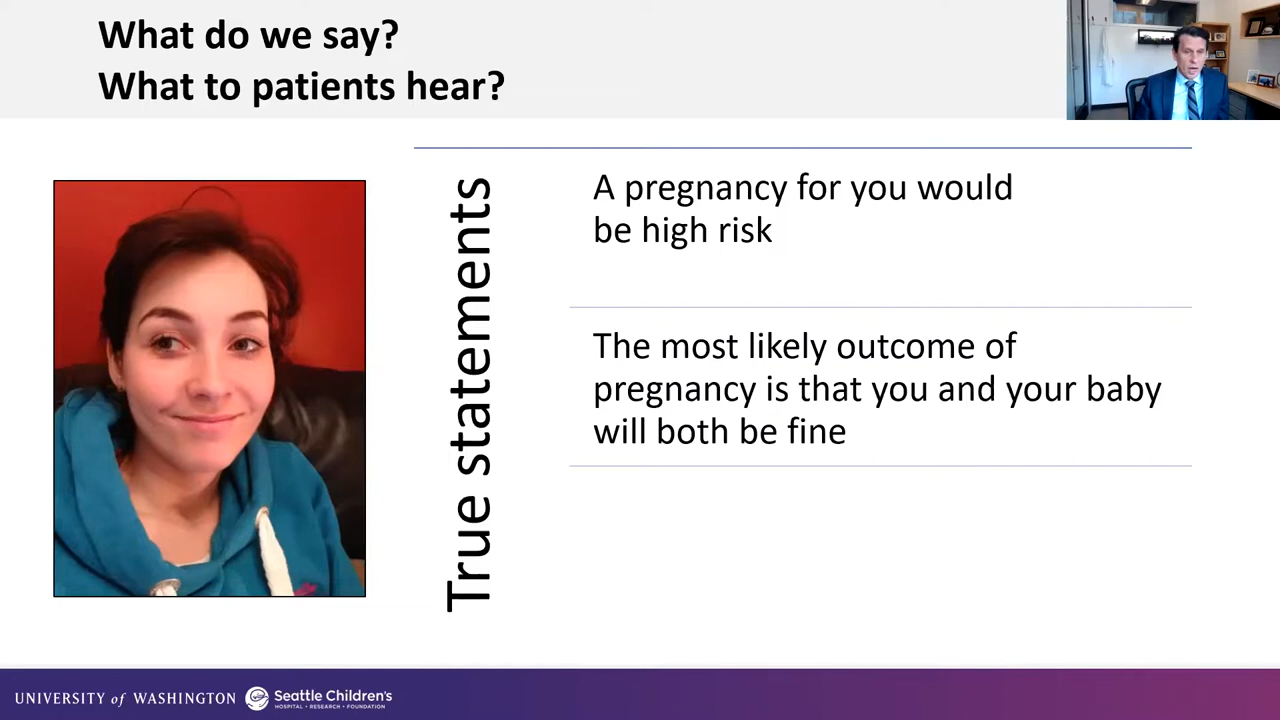 What do we say?
What to patients hear?
True statements
A pregnancy for you would
be high risk
The most likely outcome of
pregnancy is that you and your baby
will both be fine
UNIVERSITY of WASHINGTON
Seattle Children's
HOSPITAL • RESEARCH • FOUNDATION